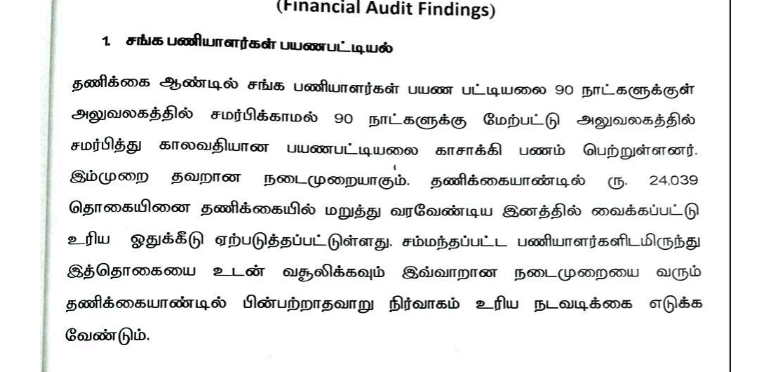 (Financial Audit Findings)
1. சங்க பணியாளர்கள் பயணபட்டியல்
தணிக்கை ஆண்டில் சங்க பணியாளர்கள் பயண பட்டியலை 90 நாட்களுக்குள்
அலுவலகத்தில் சமர்பிக்காமல் 90 நாட்களுக்கு மேற்பட்டு அலுவலகத்தில்
சமர்பித்து காலவதியான பயணபட்டியலை காசாக்கி பணம் பெற்றுள்ளனர்.
இம்முறை தவறான நடைமுறையாகும். தணிக்கையாண்டில் ரு. 24,039
தொகையினை தணிக்கையில் மறுத்து வரவேண்டிய இனத்தில் வைக்கப்பட்டு
உரிய ஒதுக்கீடு ஏற்படுத்தப்பட்டுள்ளது. சம்மந்தப்பட்ட பணியாளர்களிடமிருந்து
இத்தொகையை உடன் வசூலிக்கவும் இவ்வாறான நடைமுறையை வரும்
தணிக்கையாண்டில் பின்பற்றாதவாறு நிர்வாகம் உரிய நடவடிக்கை எடுக்க
வேண்டும்.